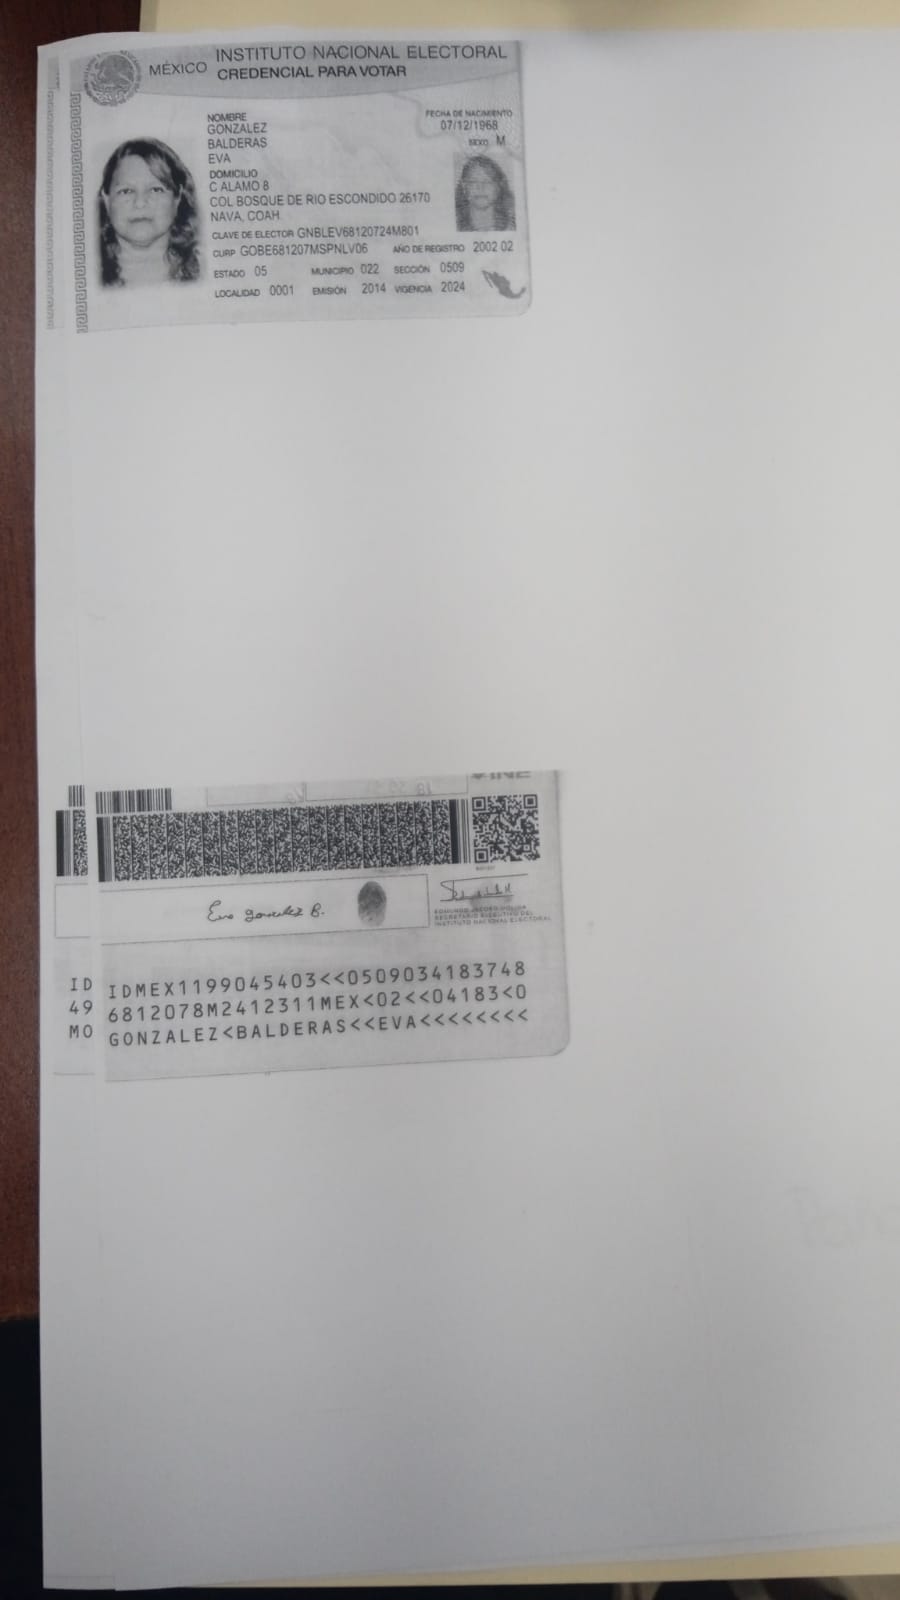 MÉXICO
INSTITUTO NACIONAL ELECTORAL
CREDENCIAL PARA VOTAR
NOMBRE
GONZALEZ
BALDERAS
EVA
FECHA DE NACIMIENTO
07/12/1968
SEXO M
DOMICILIO
C ALAMO 8
COL BOSQUE DE RIO ESCONDIDO 26170
NAVA, COAH.
CLAVE DE ELECTOR GNBLEV68120724M801
CURP GOBE681207MSPNLV06 AÑO DE REGISTRO 2002 02
ESTADO 05 MUNICIPIO 022 SECCIÓN 0509
LOCALIDAD 0001 EMISIÓN 2014 VIGENCIA 2024
INE
Eva gonzalez B.
EDMUNDO JACOBO MOLINA
SECRETARIO EJECUTIVO DEL
INSTITUTO NACIONAL ELECTORAL
ID IDMEX1199045403<<0509034183748
49 6812078M2412311MEX<02<<04183<0
MO GONZALEZ<BALDERAS<<EVA<<<<<<<<